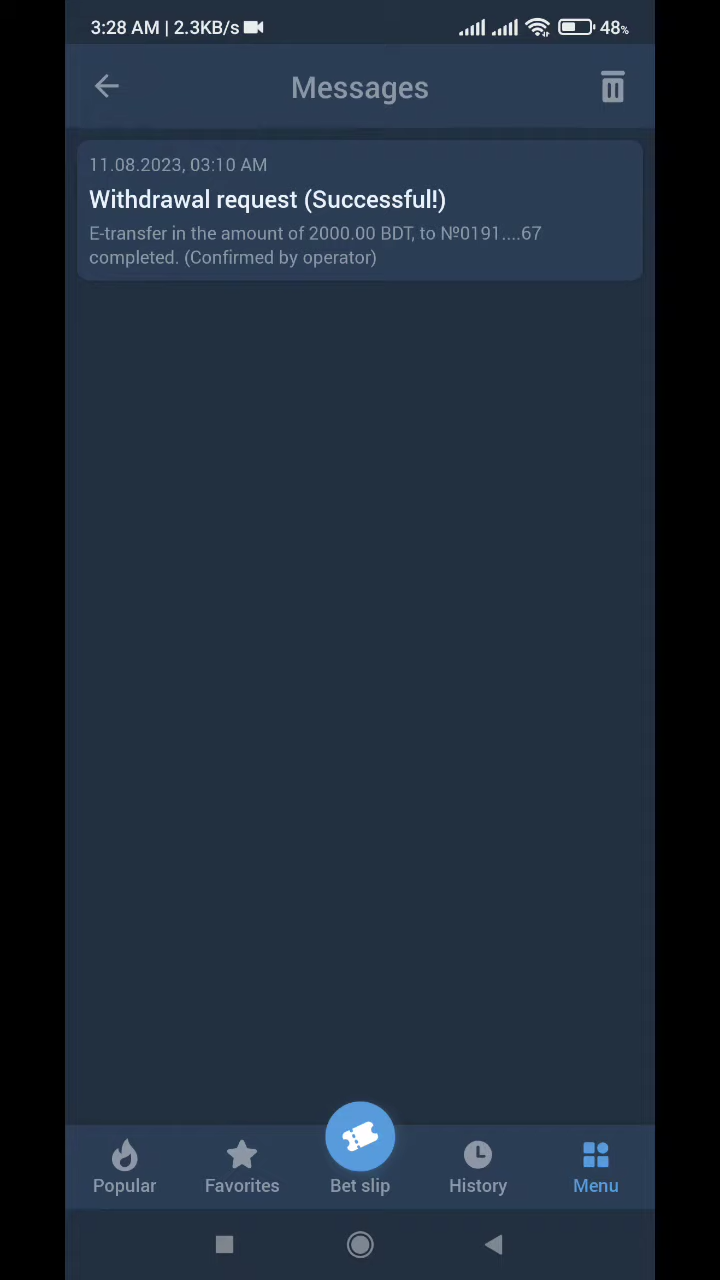 3:28 AM | 2.3KB/s 48%
Messages
11.08.2023, 03:10 AM
Withdrawal request (Successful!)
E-transfer in the amount of 2000.00 BDT, to №0191....67
completed. (Confirmed by operator)
Popular Favorites Bet slip History Menu